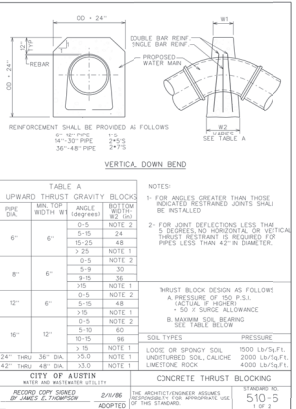 OD + 24"
W1
12" TYP.
DOUBLE BAR REINF.
SINGLE BAR REINF.
REBAR
PROPOSED
WATER MAIN
OD + 24"
REINFORCEMENT SHALL BE PROVIDED AS FOLLOWS
14"-30" PIPE 2*5'S
36"-48" PIPE 2*7'S
W2
VARIES
SEE TABLE A
VERTICAL DOWN BEND
TABLE A
UPWARD THRUST GRAVITY BLOCKS
PIPE DIA. MIN. TOP WIDTH W1 ANGLE (degrees) BOTTOM WIDTH- W2 (in)
6" 6" 0-5 NOTE 2
5-15 24
15-25 48
> 25 NOTE 1
8" 6" 0-5 NOTE 2
5-9 30
9-15 36
>15 NOTE 1
12" 6" 0-5 NOTE 2
5-15 48
>15 NOTE 1
16" 12" 0-5 NOTE 2
5-10 60
10-15 96
> 15 NOTE 1
24" THRU 36" DIA. >5.0 NOTE 1
42" THRU 48" DIA. >3.0 NOTE 1
NOTES:
1- FOR ANGLES GREATER THAN THOSE
INDICATED RESTRAINED JOINTS SHALL
BE INSTALLED
2- FOR JOINT DEFLECTIONS LESS THAN
5 DEGREES, NO HORIZONTAL OR VERTICAL
THRUST RESTRAINT IS REQUIRED FOR
PIPES LESS THAN 42" IN DIAMETER.
THRUST BLOCK DESIGN AS FOLLOWS
A. PRESSURE OF 150 P.S.I.
(ACTUAL IF HIGHER)
+ 50 % SURGE ALLOWANCE
B. MAXIMIM SOIL BEARING
SEE TABLE BELOW
SOIL TYPES PRESSURE
LOOSE OR SPONGY SOIL 1500 Lb/Sq.Ft.
UNDISTURBED SOIL, CALICHE 2000 Lb/Sq.Ft.
LIMESTONE ROCK 4000 Lb/Sq.Ft.
CITY OF AUSTIN
WATER AND WASTEWATER UTILITY
CONCRETE THRUST BLOCKING
RECORD COPY SIGNED
BY JAMES E. THOMPSON
2/11/86
ADOPTED
THE ARCHITECT/ENGINEER ASSUMES
RESPONSIBILITY FOR APPROPRIATE USE
OF THIS STANDARD.
STANDARD NO.
510-5
1 OF 2